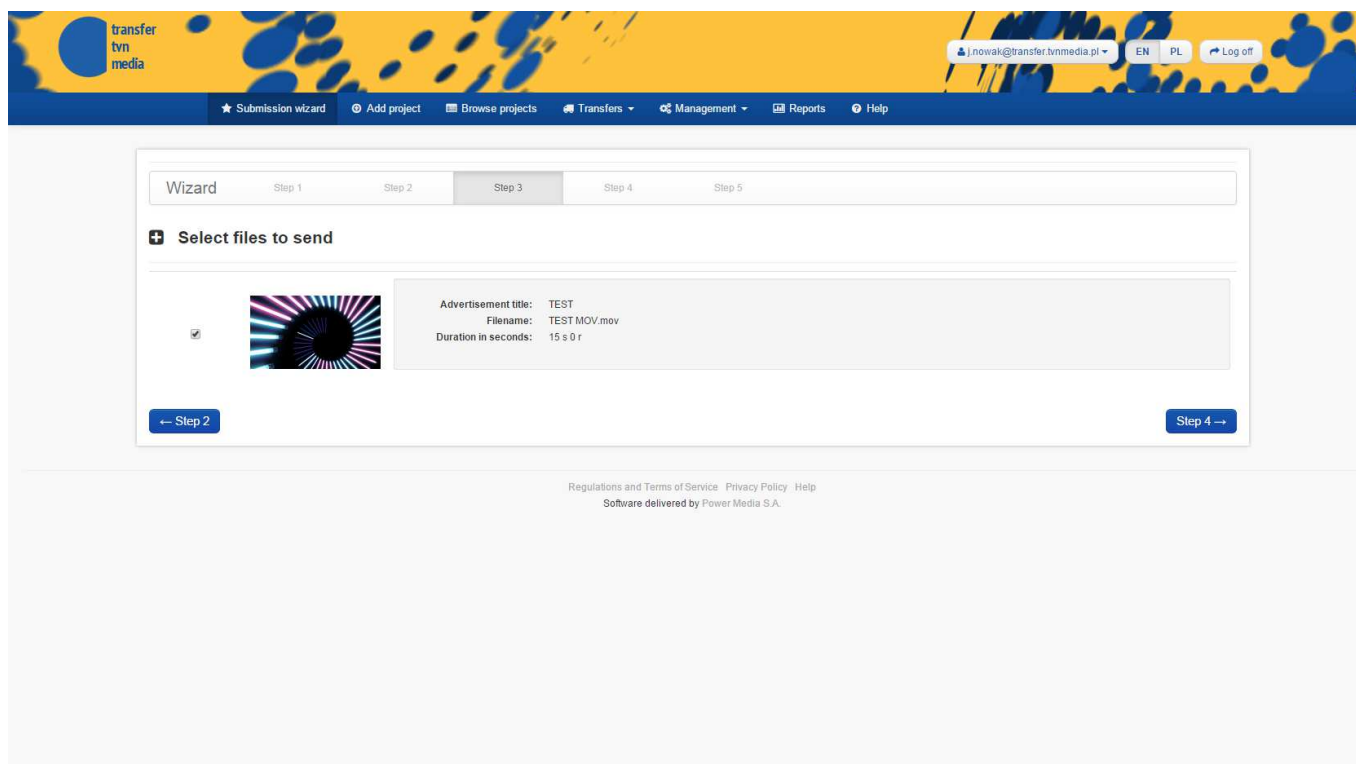 transfer
tvn
media
j.nowak@transfer.tvnmedia.pl EN PL Log off
Submission wizard Add project Browse projects Transfers Management Reports Help
Wizard Step 1 Step 2 Step 3 Step 4 Step 5
Select files to send
Advertisement title: TEST
Filename: TEST MOV.mov
Duration in seconds: 15 s 0 r
← Step 2 Step 4 →
Regulations and Terms of Service Privacy Policy Help
Software delivered by Power Media S.A.